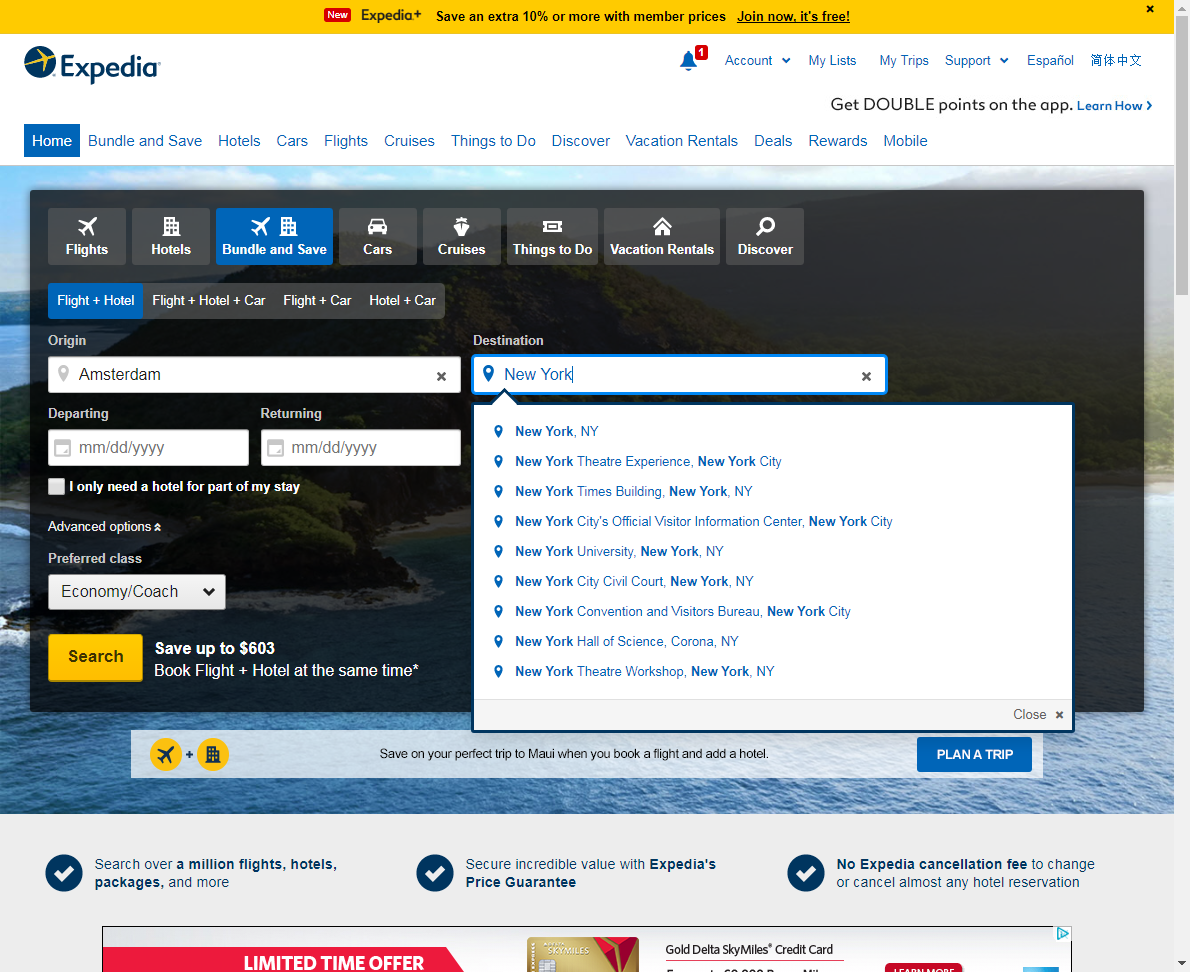 New Expedia+ Save an extra 10% or more with member prices Join now, it's free!
Expedia
1 Account My Lists My Trips Support Español 简体中文
Get DOUBLE points on the app. Learn How
Home Bundle and Save Hotels Cars Flights Cruises Things to Do Discover Vacation Rentals Deals Rewards Mobile
Flights Hotels Bundle and Save Cars Cruises Things to Do Vacation Rentals Discover
Flight + Hotel Flight + Hotel + Car Flight + Car Hotel + Car
Origin Destination
Amsterdam New York
Departing Returning
mm/dd/yyyy mm/dd/yyyy
I only need a hotel for part of my stay
Advanced options
Preferred class
Economy/Coach
Search
Save up to $603
Book Flight + Hotel at the same time*
New York, NY
New York Theatre Experience, New York City
New York Times Building, New York, NY
New York City's Official Visitor Information Center, New York City
New York University, New York, NY
New York City Civil Court, New York, NY
New York Convention and Visitors Bureau, New York City
New York Hall of Science, Corona, NY
New York Theatre Workshop, New York, NY
Close
+ Save on your perfect trip to Maui when you book a flight and add a hotel. PLAN A TRIP
Search over a million flights, hotels,
packages, and more
Secure incredible value with Expedia's
Price Guarantee
No Expedia cancellation fee to change
or cancel almost any hotel reservation
LIMITED TIME OFFER
SKYMILES
Gold Delta SkyMiles® Credit Card
LEARN MORE